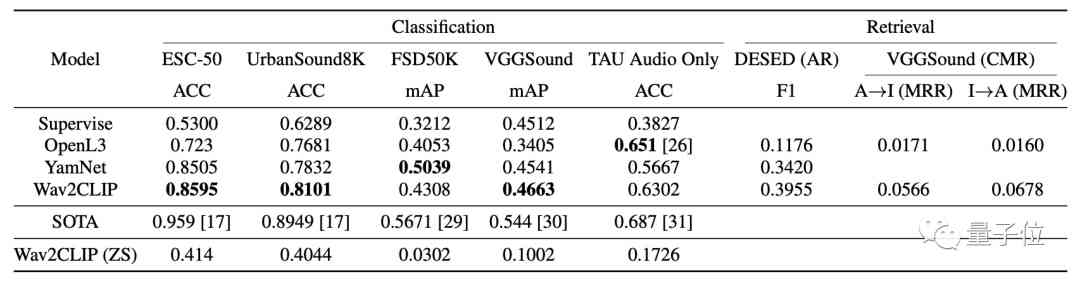 Classification Retrieval
Model ESC-50 UrbanSound8K FSD50K VGGSound TAU Audio Only DESED (AR) VGGSound (CMR)
ACC ACC mAP mAP ACC F1 A→I (MRR) I→A (MRR)
Supervise 0.5300 0.6289 0.3212 0.4512 0.3827
OpenL3 0.723 0.7681 0.4053 0.3405 0.651 [26] 0.1176 0.0171 0.0160
YamNet 0.8505 0.7832 0.5039 0.4541 0.5667 0.3420
Wav2CLIP 0.8595 0.8101 0.4308 0.4663 0.6302 0.3955 0.0566 0.0678
SOTA 0.959 [17] 0.8949 [17] 0.5671 [29] 0.544 [30] 0.687 [31]
Wav2CLIP (ZS) 0.414 0.4044 0.0302 0.1002 0.1726
量子位